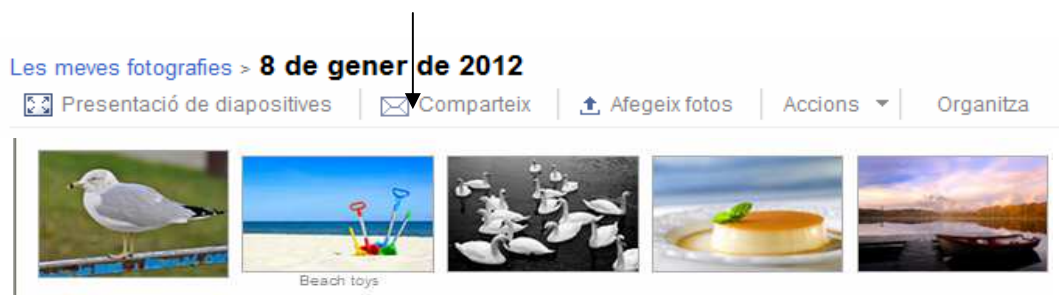 Les meves fotografies > 8 de gener de 2012
Presentació de diapositives Comparteix Afegeix fotos Accions Organitza
Beach toys